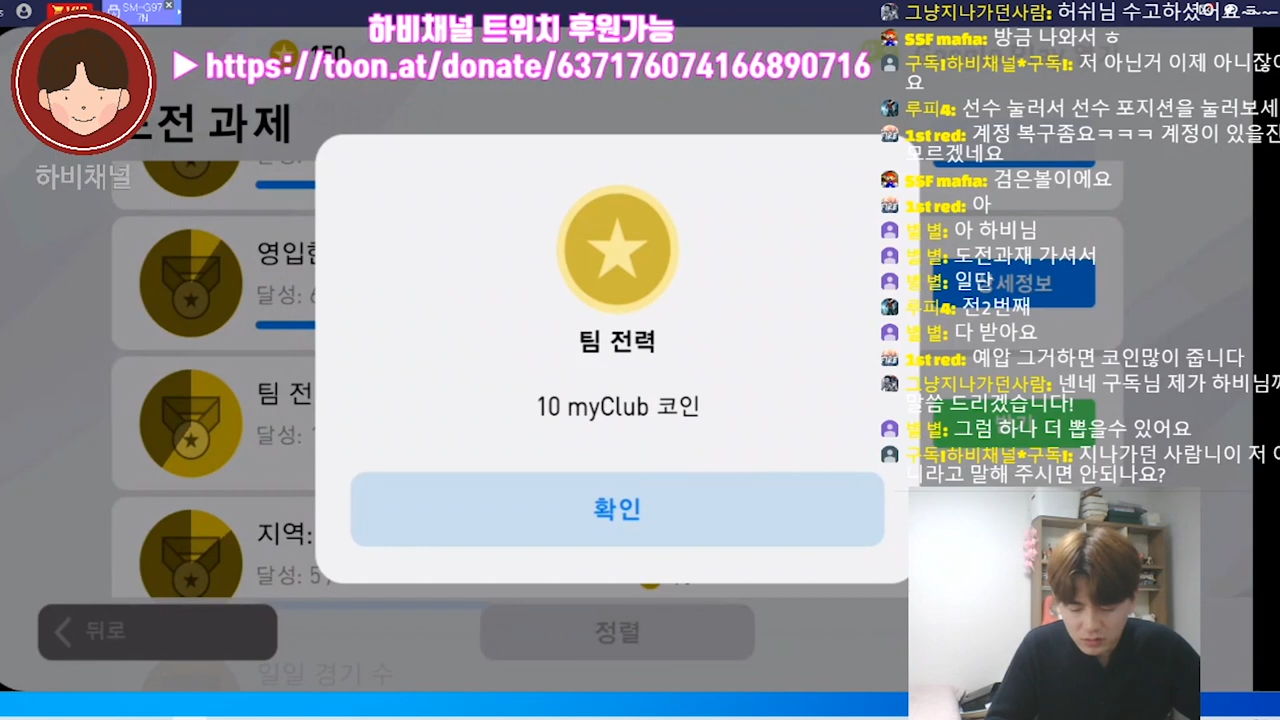 SM-G97
7N
하비채널 트위치 후원가능
▶ https://toon.at/donate/637176074166890716
150
도전 과제
하비채널
영입한
달성: 6
팀 전
달성:
지역:
달성: 5
일일 경기 수
뒤로
정렬
팀 전력
10 myClub 코인
확인
상세정보
그냥지나가던사람: 허쉬님 수고하셨어요
SSF mafia: 방금 나와서 ㅎ
구독!하비채널*구독!: 저 아닌거 이제 아니잖아
요
루피4: 선수 눌러서 선수 포지션을 눌러보세
1st red: 계정 복구좀요ㅋㅋㅋ 계정이 있을진
모르겠네요
SSF mafia: 검은볼이에요
1st red: 아
별 별: 아 하비님
별 별: 도전과재 가셔서
별 별: 일단
루피4: 전2번째
별 별: 다 받아요
1st red: 예압 그거하면 코인많이 줍니다
그냥지나가던사람: 넨네 구독님 제가 하비님께
말씀 드리겠습니다!
별 별: 그럼 하나 더 뽑을수 있어요
구독!하비채널*구독!: 지나가던 사람니이 저 아
니라고 말해 주시면 안되나요?